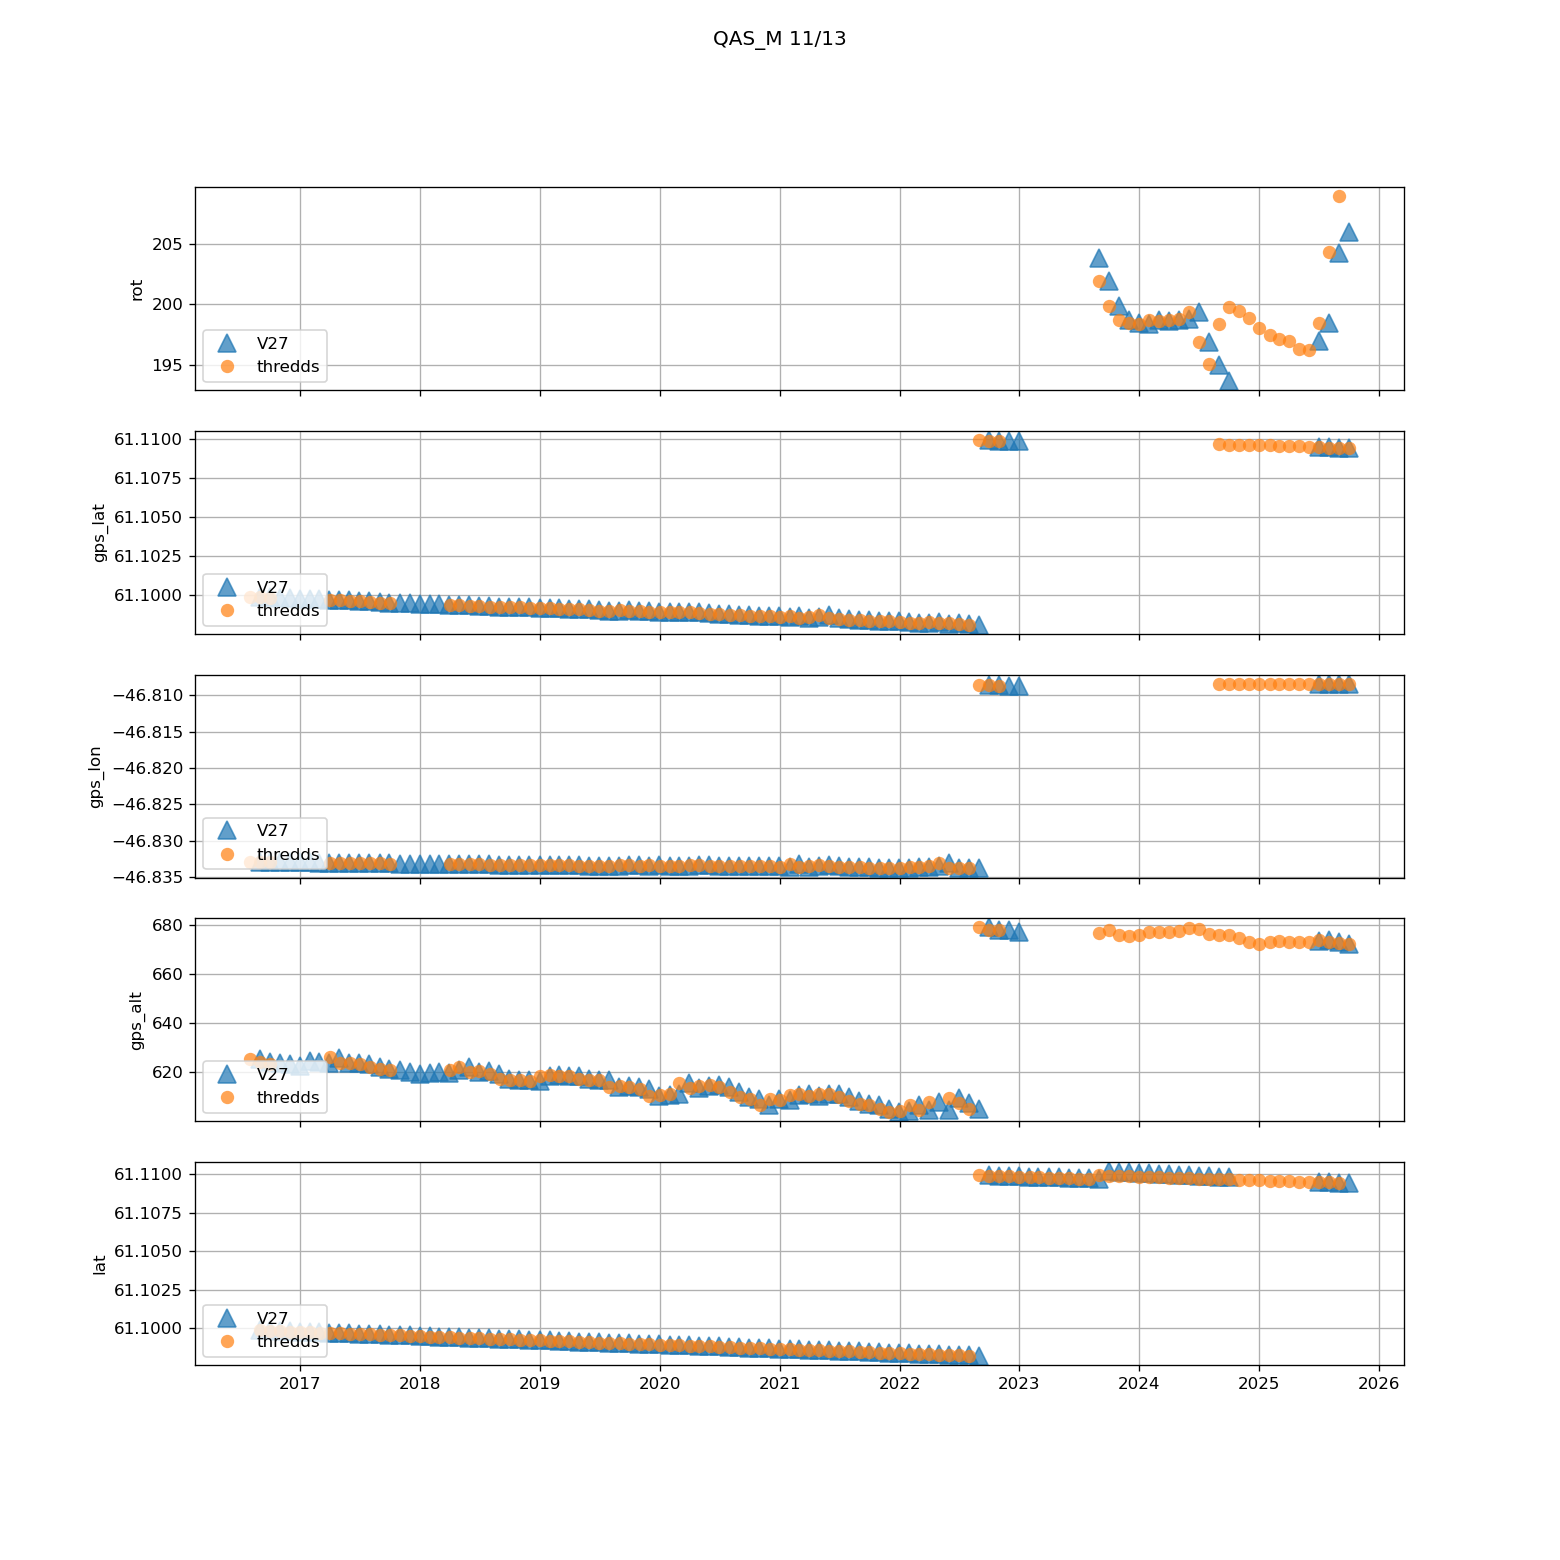 QAS_M 11/13
205
200
195
rot
V27
thredds
61.1100
61.1075
61.1050
61.1025
61.1000
gps_lat
V27
thredds
−46.810
−46.815
−46.820
−46.825
−46.830
−46.835
gps_lon
V27
thredds
680
660
640
620
gps_alt
V27
thredds
61.1100
61.1075
61.1050
61.1025
61.1000
lat
V27
thredds
2017 2018 2019 2020 2021 2022 2023 2024 2025 2026